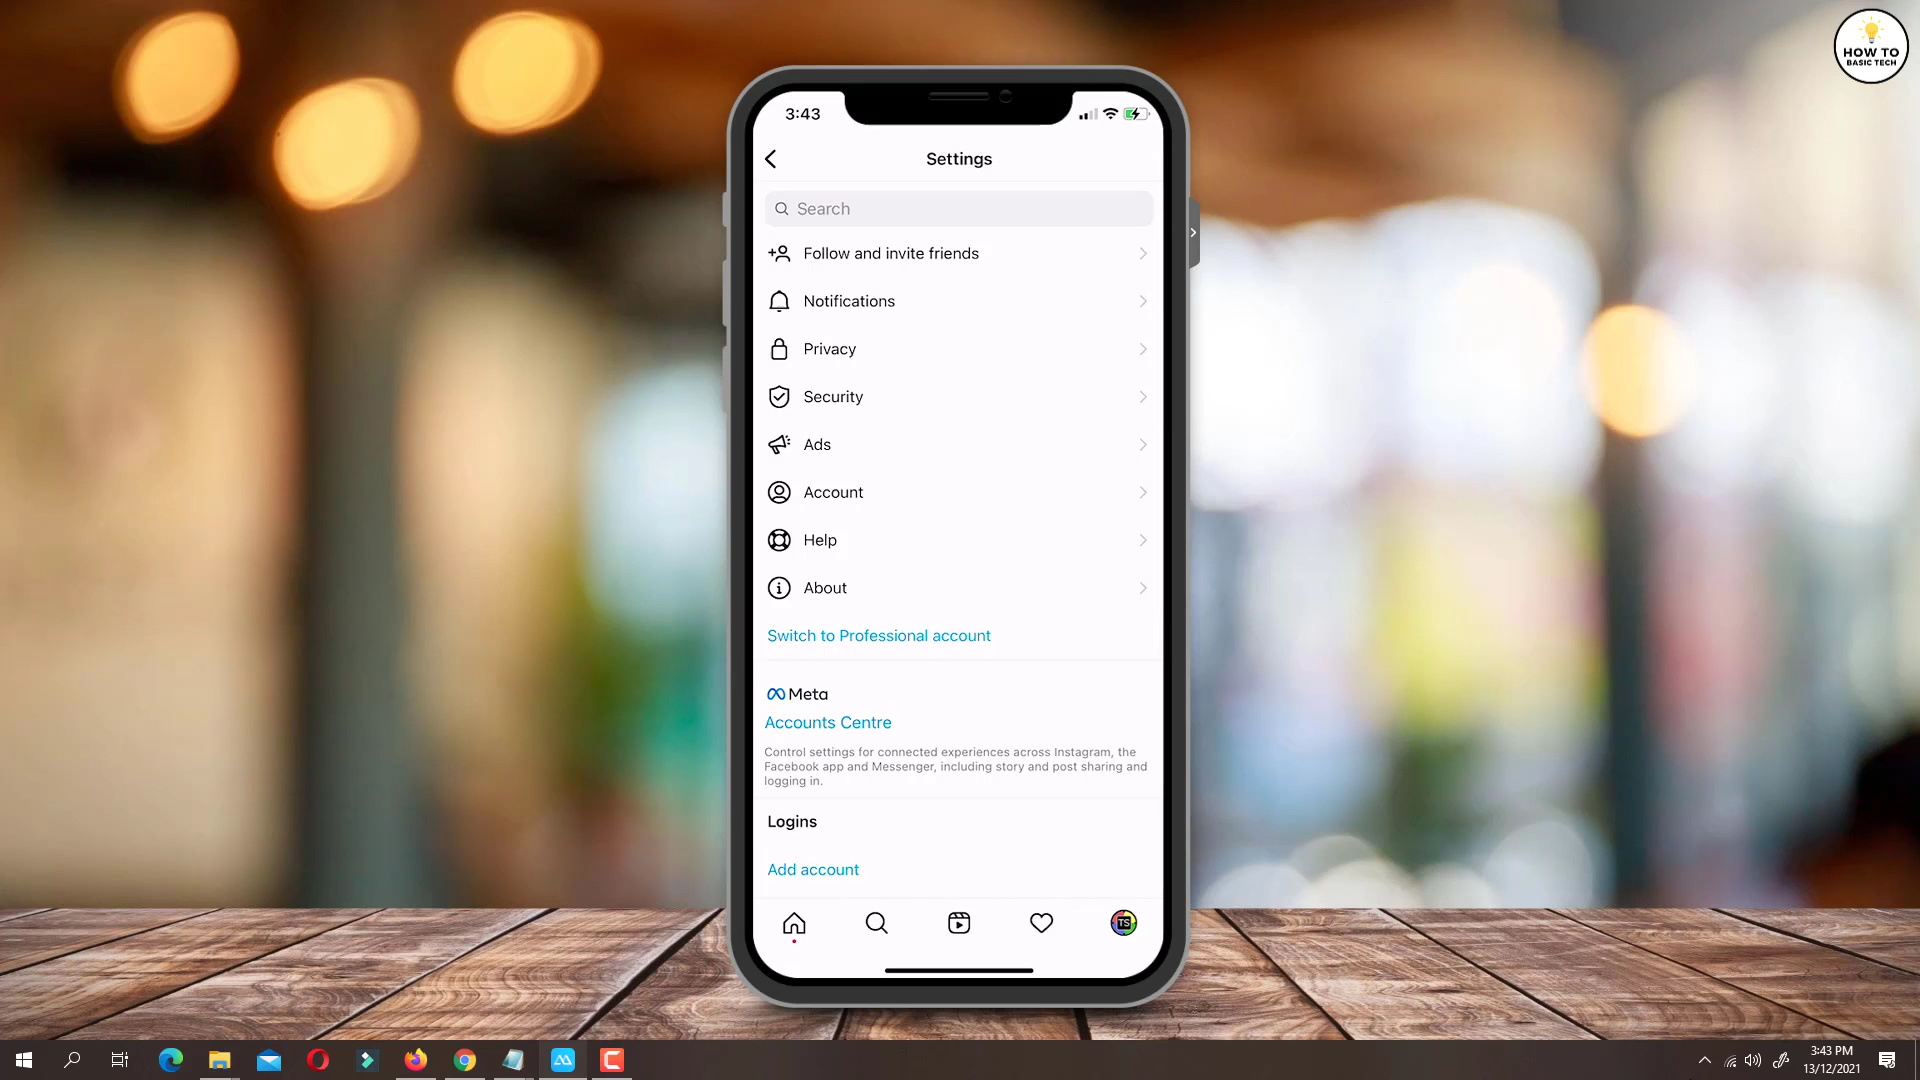 HOW TO
BASIC TECH
3:43
Settings
Search
Follow and invite friends
Notifications
Privacy
Security
Ads
Account
Help
About
Switch to Professional account
Meta
Accounts Centre
Control settings for connected experiences across Instagram, the
Facebook app and Messenger, including story and post sharing and
logging in.
Logins
Add account
TS
3:43 PM
13/12/2021